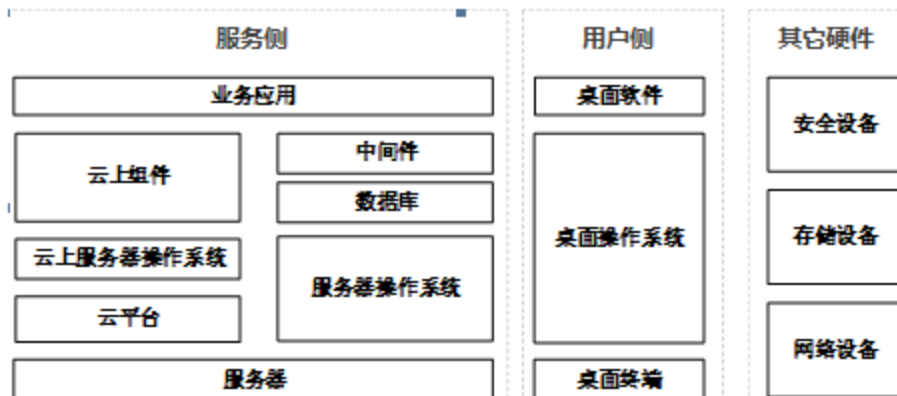 服务侧
业务应用
云上组件
中间件
数据库
云上服务器操作系统
服务器操作系统
云平台
服务器
用户侧
桌面软件
桌面操作系统
桌面终端
其它硬件
安全设备
存储设备
网络设备